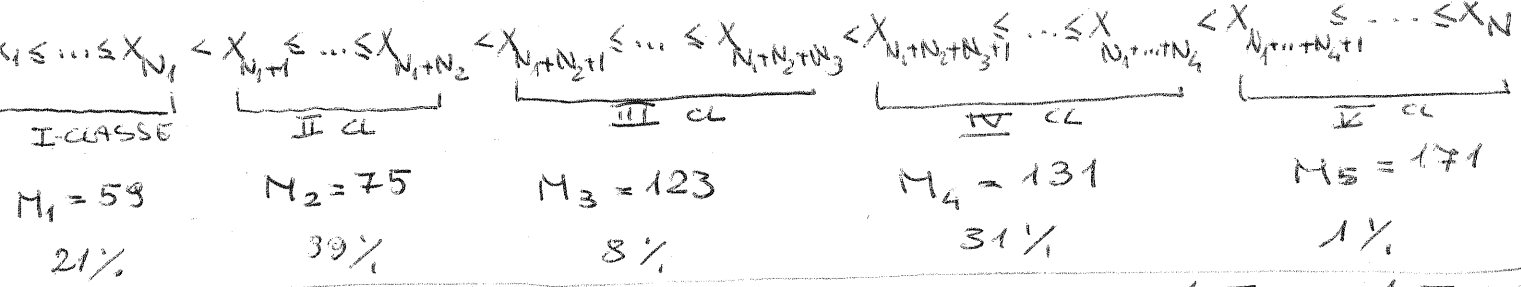 X₁ ≤ ... ≤ X_{N₁} < X_{N₁+1} ≤ ... ≤ X_{N₁+N₂} < X_{N₁+N₂+1} ≤ ... ≤ X_{N₁+N₂+N₃} < X_{N₁+N₂+N₃+1} ≤ ... ≤ X_{N₁+...+N₄} < X_{N₁+...+N₄+1} ≤ .... ≤ X_N
I-CLASSE II CL III CL IV CL V CL
M₁ = 59 M₂ = 75 M₃ = 123 M₄ = 131 M₅ = 171
21% 39% 8% 31% 1%